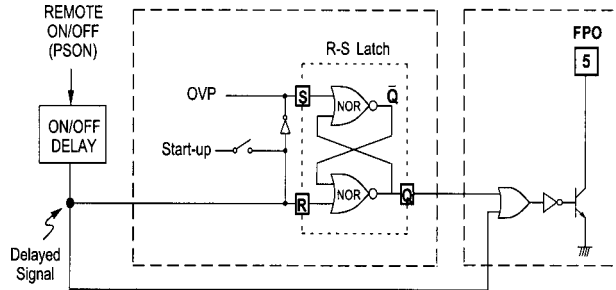 REMOTE
ON/OFF
(PSON)
ON/OFF
DELAY
Delayed
Signal
OVP
Start-up
R-S Latch
S
NOR
Q̅
NOR
R
Q
FPO
5